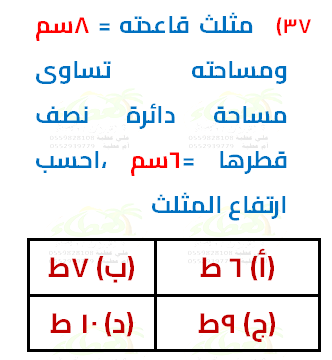 ٣٧) مثلث قاعدته = ٨سم
ومساحته تساوى
مساحة دائرة نصف
قطرها =٦سم ،احسب
ارتفاع المثلث
(أ) ٦ ط (ب) ٧ط
(ج) ٩ط (د) ١٠ ط